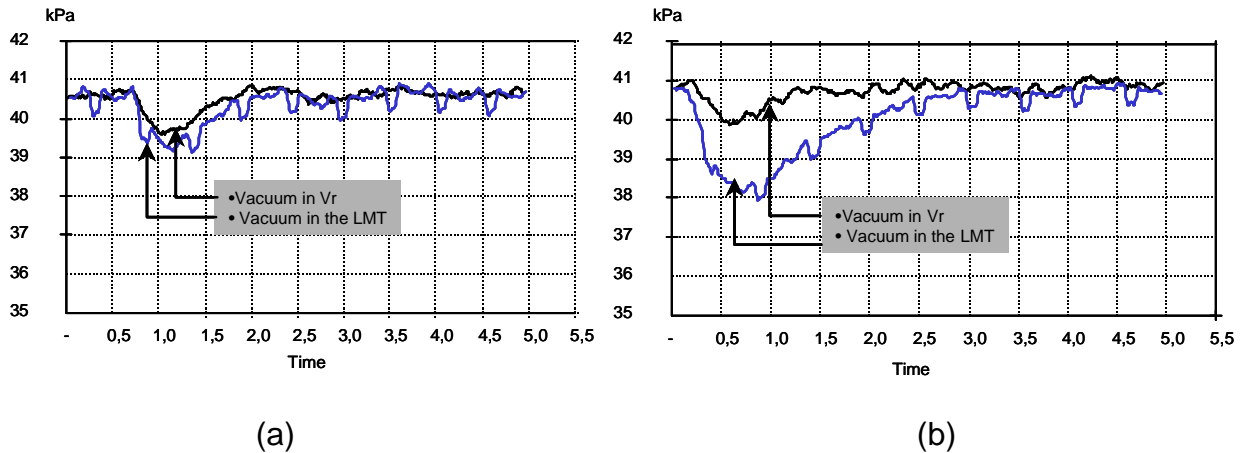 kPa
42
41
40
39
38
37
36
35
•Vacuum in Vr
• Vacuum in the LMT
- 0,5 1,0 1,5 2,0 2,5 3,0 3,5 4,0 4,5 5,0 5,5
Time
(a)
kPa
42
41
40
39
38
37
36
35
•Vacuum in Vr
• Vacuum in the LMT
- 0,5 1,0 1,5 2,0 2,5 3,0 3,5 4,0 4,5 5,0 5,5
Time
(b)